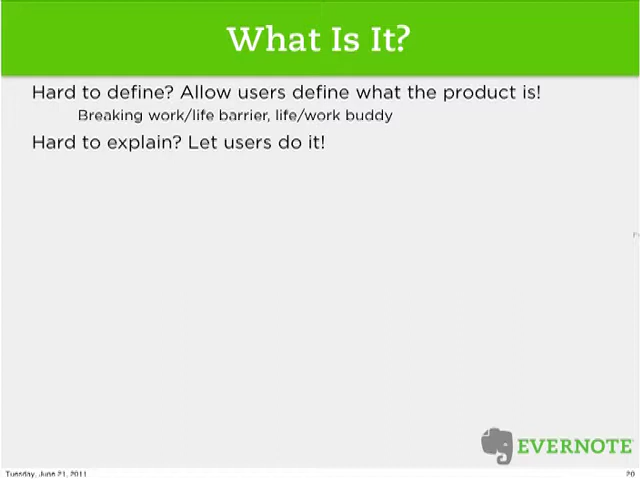 What Is It?
Hard to define? Allow users define what the product is!
Breaking work/life barrier, life/work buddy
Hard to explain? Let users do it!
EVERNOTE
Tuesday, June 21, 2011
20